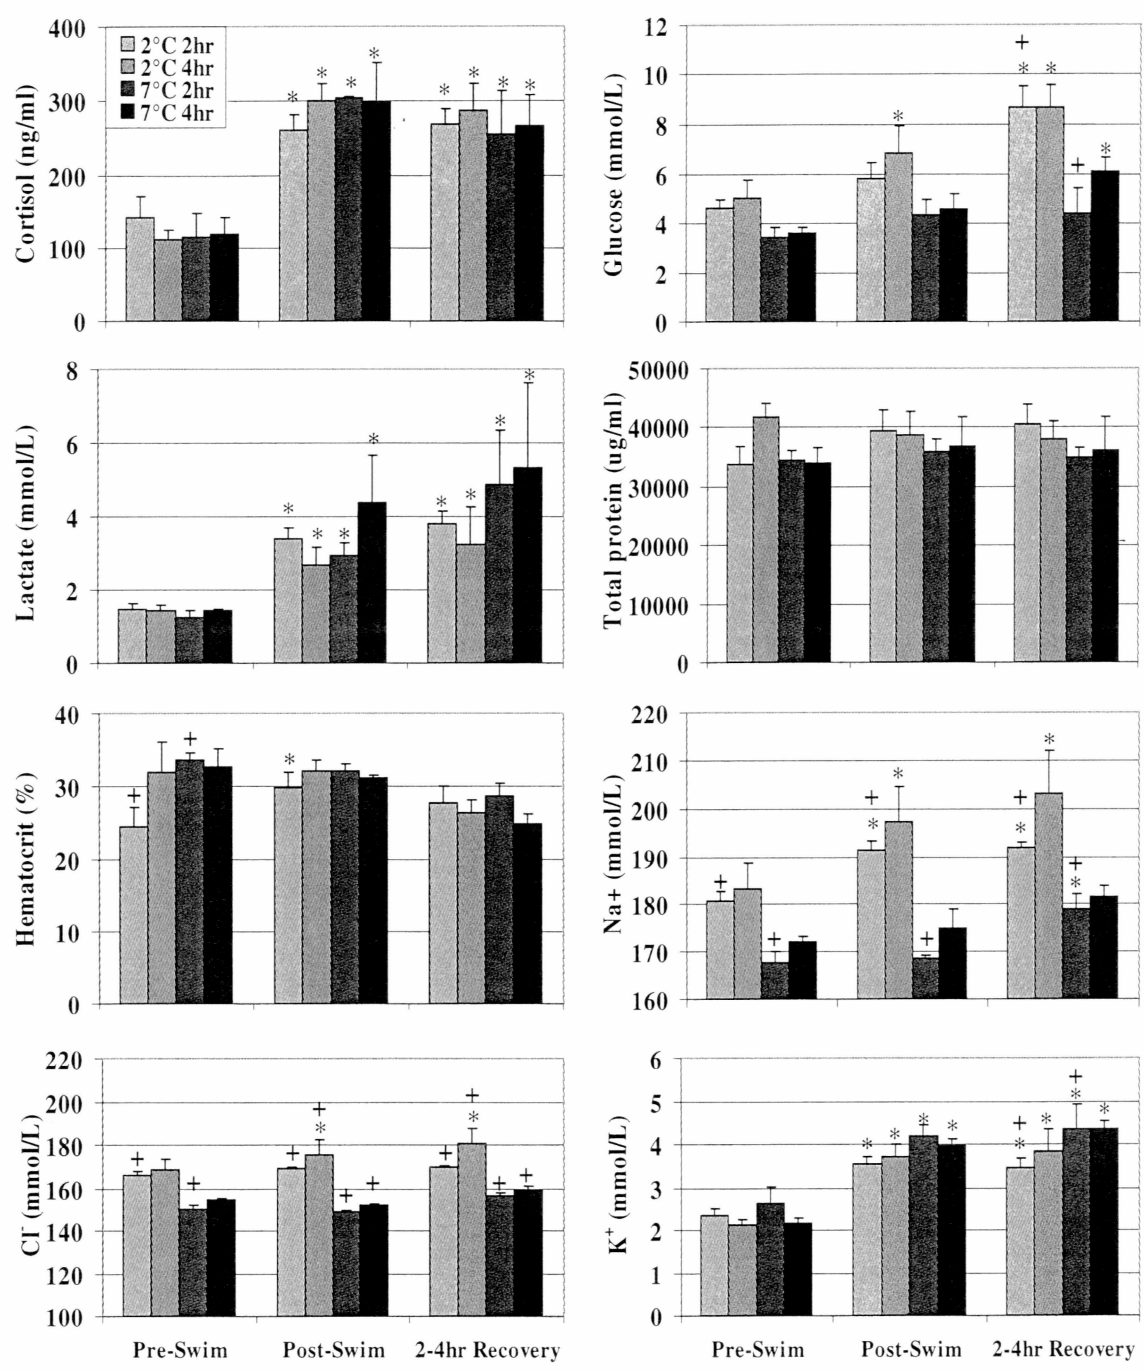 Cortisol (ng/ml)
400
300
200
100
0
2°C 2hr
2°C 4hr
7°C 2hr
7°C 4hr
* * * *
* * * *
Glucose (mmol/L)
12
10
8
6
4
2
0
*
+
* *
+
*
Lactate (mmol/L)
8
6
4
2
0
* * * *
* * * *
Total protein (ug/ml)
50000
40000
30000
20000
10000
0
Hematocrit (%)
40
30
20
10
0
+ +
*
Na+ (mmol/L)
220
210
200
190
180
170
160
+ +
+
* * +
+
* *
+
*
Cl⁻ (mmol/L)
220
200
180
160
140
120
100
+ +
+ +
* + +
+ +
* + +
Pre-Swim
Post-Swim
2-4hr Recovery
K⁺ (mmol/L)
6
5
4
3
2
1
0
* * * *
+
* *
+
* *
Pre-Swim
Post-Swim
2-4hr Recovery